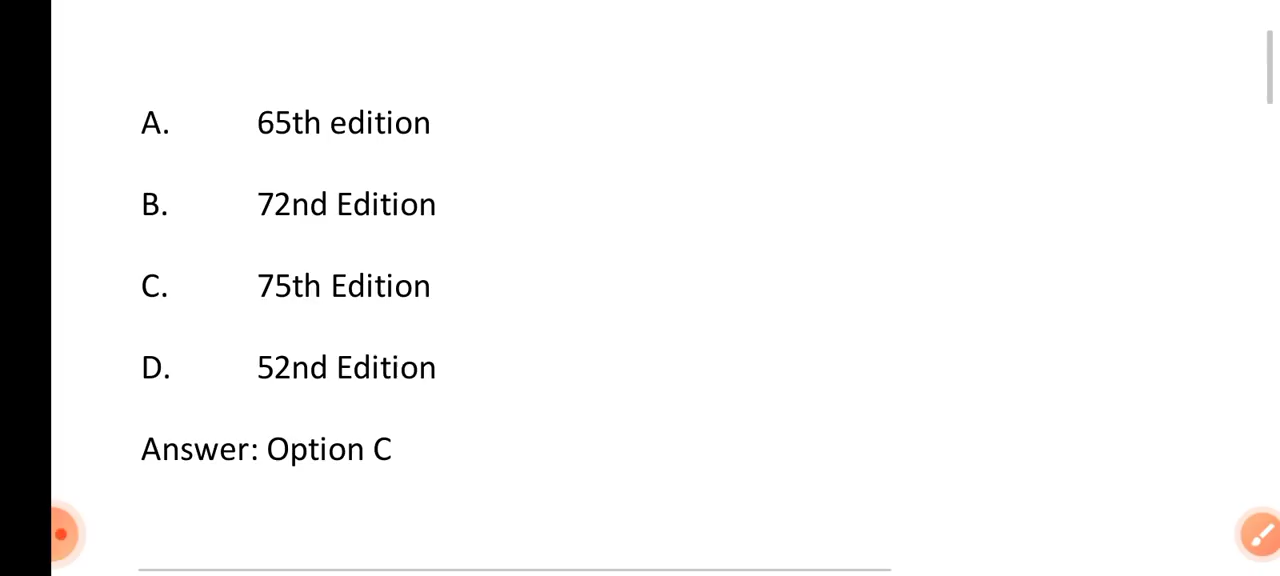 A. 65th edition
B. 72nd Edition
C. 75th Edition
D. 52nd Edition
Answer: Option C